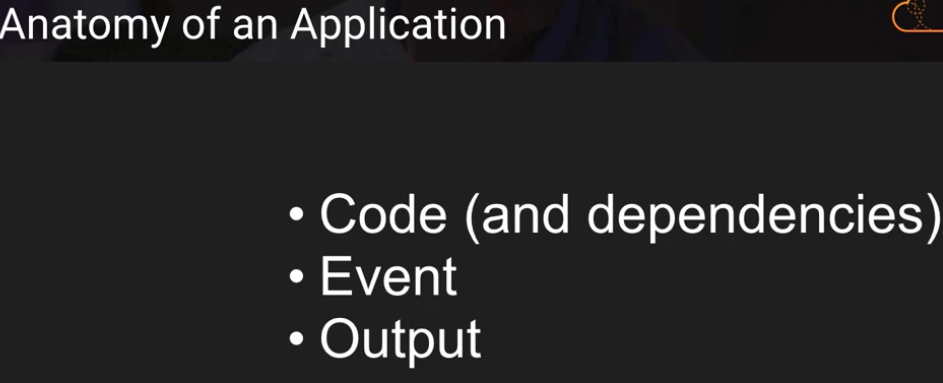 Anatomy of an Application
• Code (and dependencies)
• Event
• Output